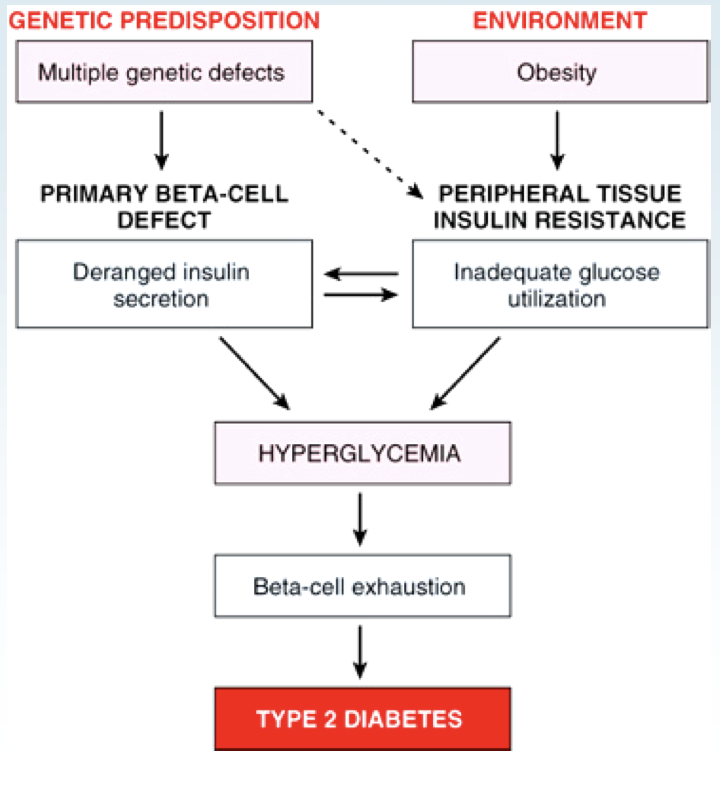 GENETIC PREDISPOSITION
ENVIRONMENT
Multiple genetic defects
Obesity
PRIMARY BETA-CELL
DEFECT
PERIPHERAL TISSUE
INSULIN RESISTANCE
Deranged insulin
secretion
Inadequate glucose
utilization
HYPERGLYCEMIA
Beta-cell exhaustion
TYPE 2 DIABETES